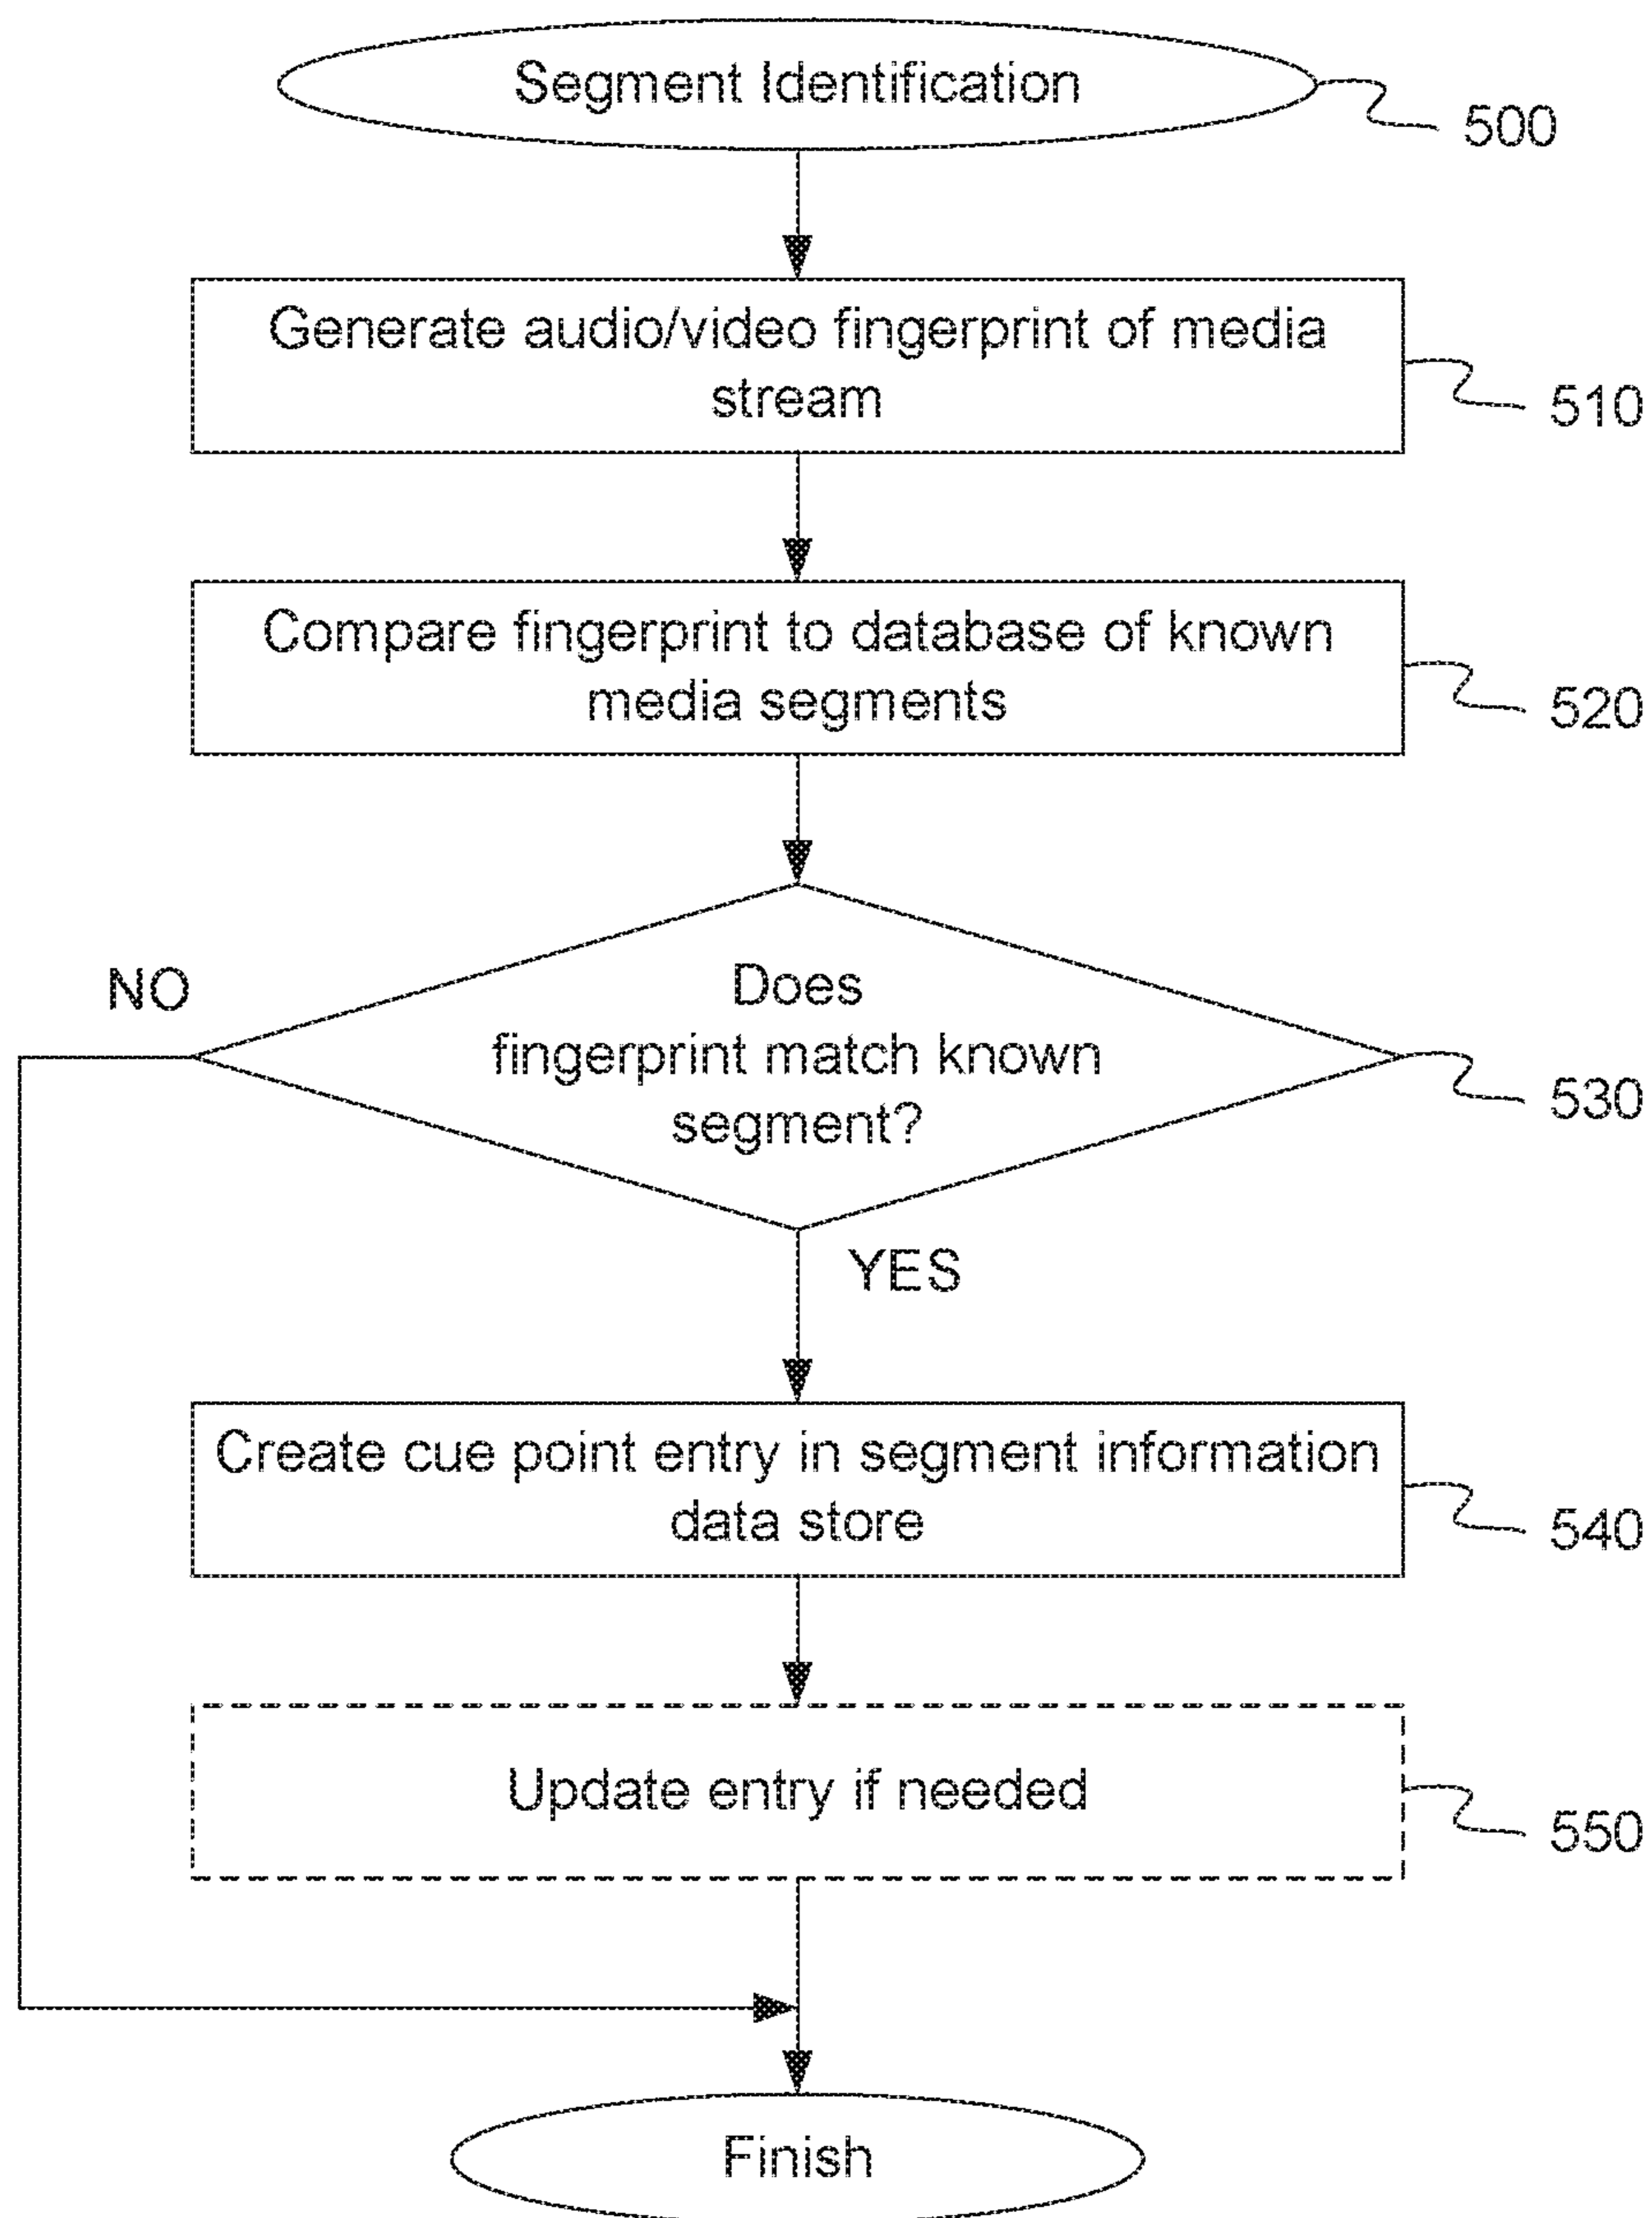 Segment Identification
500
Generate audio/video fingerprint of media
stream
510
Compare fingerprint to database of known
media segments
520
NO
Does
fingerprint match known
segment?
530
YES
Create cue point entry in segment information
data store
540
Update entry if needed
550
Finish